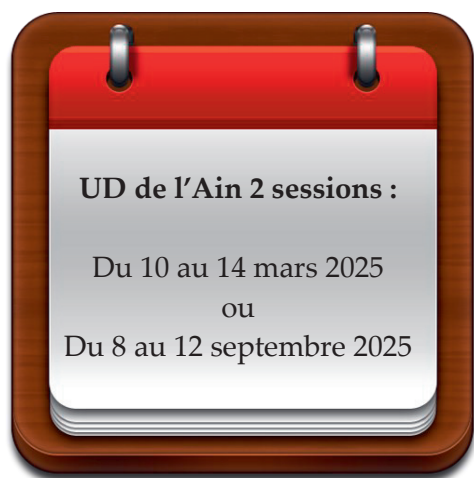 UD de l’Ain 2 sessions :
Du 10 au 14 mars 2025
ou
Du 8 au 12 septembre 2025